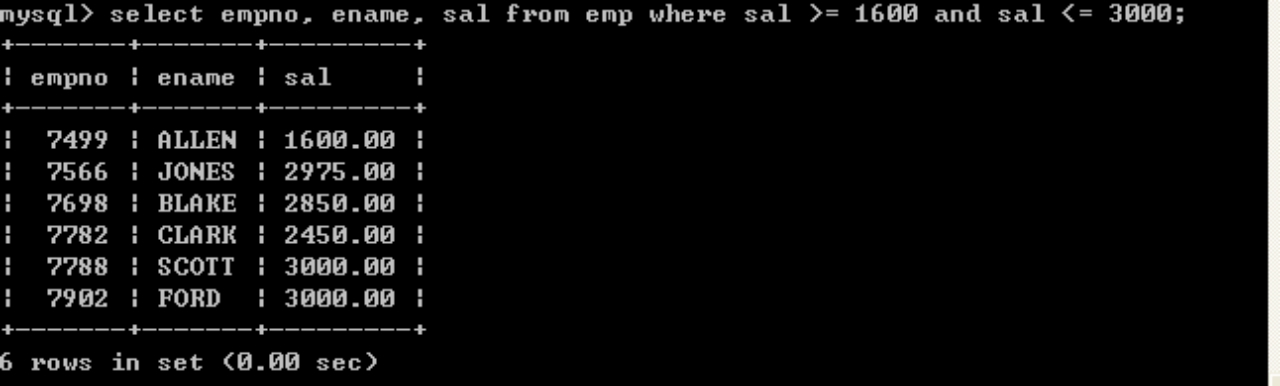 mysql> select empno, ename, sal from emp where sal >= 1600 and sal <= 3000;
+-------+-------+---------+
| empno | ename | sal     |
+-------+-------+---------+
|  7499 | ALLEN | 1600.00 |
|  7566 | JONES | 2975.00 |
|  7698 | BLAKE | 2850.00 |
|  7782 | CLARK | 2450.00 |
|  7788 | SCOTT | 3000.00 |
|  7902 | FORD  | 3000.00 |
+-------+-------+---------+
6 rows in set (0.00 sec)